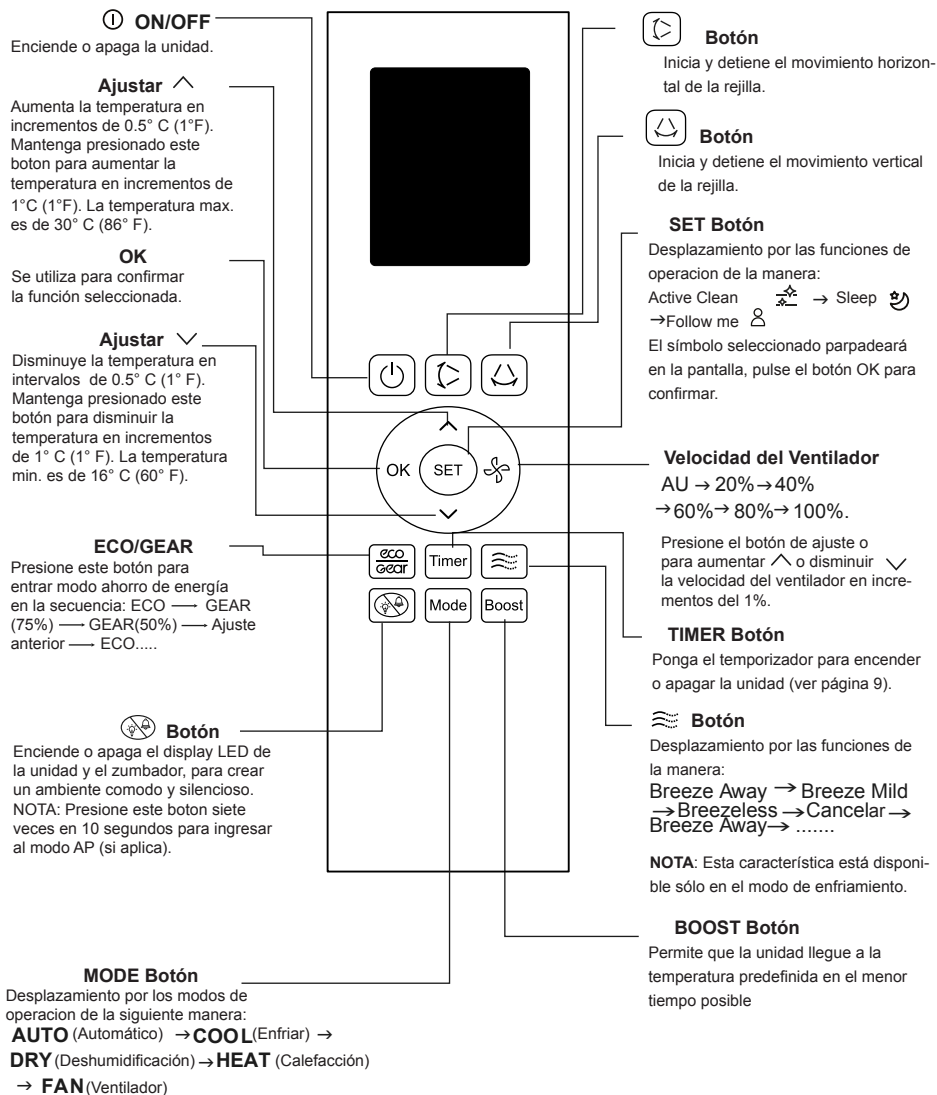 ON/OFF
Enciende o apaga la unidad.
Ajustar
Aumenta la temperatura en
incrementos de 0.5° C (1°F).
Mantenga presionado este
boton para aumentar la
temperatura en incrementos de
1°C (1°F). La temperatura max.
es de 30° C (86° F).
OK
Se utiliza para confirmar
la función seleccionada.
Ajustar
Disminuye la temperatura en
intervalos de 0.5° C (1° F).
Mantenga presionado este
botón para disminuir la
temperatura en incrementos
de 1° C (1° F). La temperatura
min. es de 16° C (60° F).
ECO/GEAR
Presione este botón para
entrar modo ahorro de energía
en la secuencia: ECO → GEAR
(75%) → GEAR(50%) → Ajuste
anterior → ECO.....
Botón
Enciende o apaga el display LED de
la unidad y el zumbador, para crear
un ambiente comodo y silencioso.
NOTA: Presione este boton siete
veces en 10 segundos para ingresar
al modo AP (si aplica).
MODE Botón
Desplazamiento por los modos de
operacion de la siguiente manera:
AUTO (Automático) → COOL(Enfriar) →
DRY (Deshumidificación) → HEAT (Calefacción)
→ FAN (Ventilador)
OK
SET
eco
Gear
Timer
Mode
Boost
Botón
Inicia y detiene el movimiento horizon-
tal de la rejilla.
Botón
Inicia y detiene el movimiento vertical
de la rejilla.
SET Botón
Desplazamiento por las funciones de
operacion de la manera:
Active Clean → Sleep
→Follow me
El símbolo seleccionado parpadeará
en la pantalla, pulse el botón OK para
confirmar.
Velocidad del Ventilador
AU → 20%→40%
→60%→ 80%→100%.
Presione el botón de ajuste o
para aumentar o disminuir
la velocidad del ventilador en incre-
mentos del 1%.
TIMER Botón
Ponga el temporizador para encender
o apagar la unidad (ver página 9).
Botón
Desplazamiento por las funciones de
la manera:
Breeze Away → Breeze Mild
→Breezeless →Cancelar→
Breeze Away→ .......
NOTA: Esta característica está disponi-
ble sólo en el modo de enfriamiento.
BOOST Botón
Permite que la unidad llegue a la
temperatura predefinida en el menor
tiempo posible